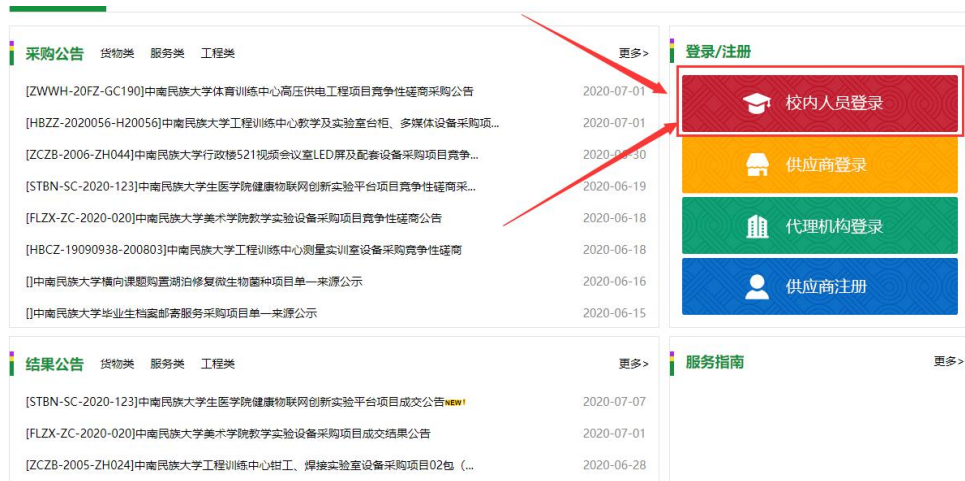 采购公告 货物类 服务类 工程类 更多>
[ZWWH-20FZ-GC190]中南民族大学体育训练中心高压供电工程项目竞争性磋商采购公告 2020-07-01
[HBZZ-2020056-H20056]中南民族大学工程训练中心教学及实验室台柜、多媒体设备采购项... 2020-07-01
[ZCZB-2006-ZH044]中南民族大学行政楼521视频会议室LED屏及配套设备采购项目竞争... 2020-06-30
[STBN-SC-2020-123]中南民族大学生医学院健康物联网创新实验平台项目竞争性磋商采... 2020-06-19
[FLZX-ZC-2020-020]中南民族大学美术学院教学实验设备采购项目竞争性磋商公告 2020-06-18
[HBCZ-19090938-200803]中南民族大学工程训练中心测量实训室设备采购竞争性磋商 2020-06-18
[]中南民族大学横向课题购置湖泊修复微生物菌种项目单一来源公示 2020-06-16
[]中南民族大学毕业生档案邮寄服务采购项目单一来源公示 2020-06-15
登录/注册
校内人员登录
供应商登录
代理机构登录
供应商注册
结果公告 货物类 服务类 工程类 更多>
[STBN-SC-2020-123]中南民族大学生医学院健康物联网创新实验平台项目成交公告NEW! 2020-07-07
[FLZX-ZC-2020-020]中南民族大学美术学院教学实验设备采购项目成交结果公告 2020-07-01
[ZCZB-2005-ZH024]中南民族大学工程训练中心钳工、焊接实验室设备采购项目02包（... 2020-06-28
服务指南 更多>